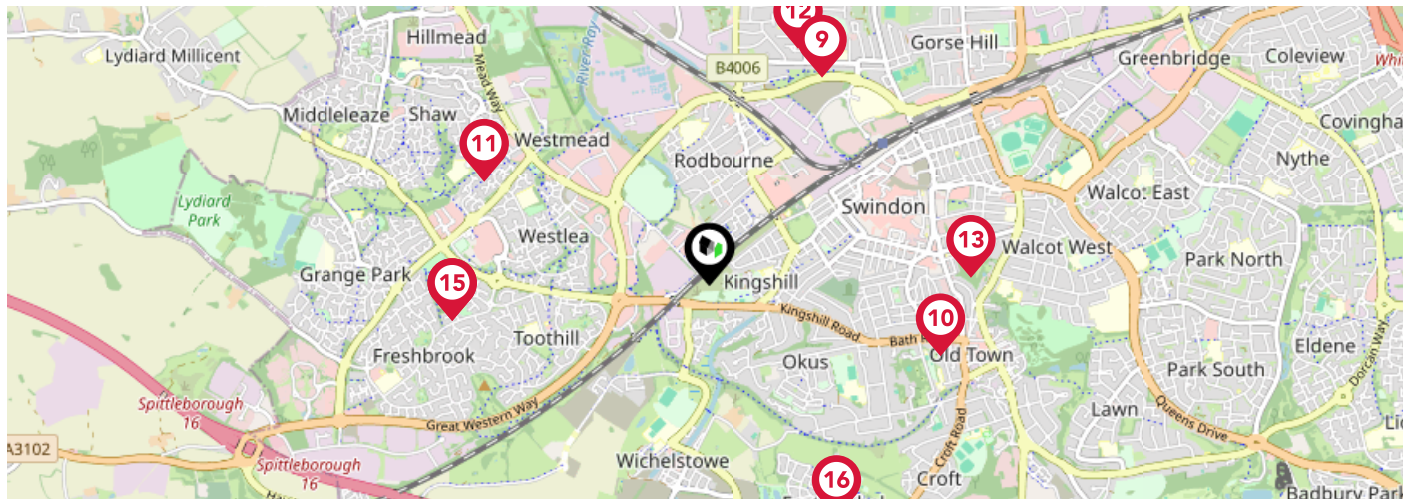 12
9
Hillmead
Gorse Hill
Lydiard Millicent
Greenbridge
Coleview
River Ray
B4006
Mead Way
Middleleaze
Shaw
Covingha
11
Westmead
Rodbourne
Nythe
Walco. East
Lydiard
Park
Swindon
Westlea
13
Walcot West
Park North
Grange Park
Kingshill
15
10
Kingshill Road
Toothill
Bath
Old Town
Eldene
Dorcan Way
Freshbrook
Okus
Park South
Spittleborough
16
Great Western Way
Lawn
Queens Drive
Croft Road
A3102
Spittleborough
16
Wichelstowe
16
Croft
Badbury Park